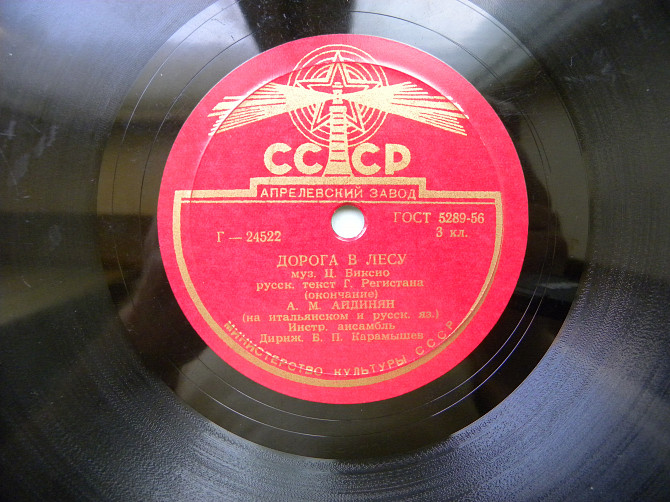 СССР
АПРЕЛЕВСКИЙ ЗАВОД
ГОСТ 5289-56
Г — 24522
3 кл.
ДОРОГА В ЛЕСУ
муз. Ц. Биксио
русск. текст Г. Регистана
(окончание)
А. М. АЙДИНЯН
(на итальянском и русск. яз.)
Инстр. ансамбль
Дириж. В. П. Карамышев
МИНИСТЕРСТВО КУЛЬТУРЫ СССР